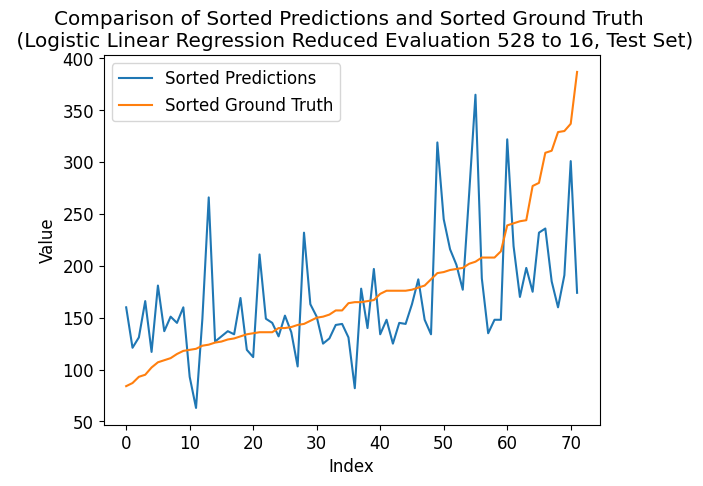 Comparison of Sorted Predictions and Sorted Ground Truth
(Logistic Linear Regression Reduced Evaluation 528 to 16, Test Set)
Sorted Predictions
Sorted Ground Truth
400
350
300
250
200
150
100
50
Value
0 10 20 30 40 50 60 70
Index